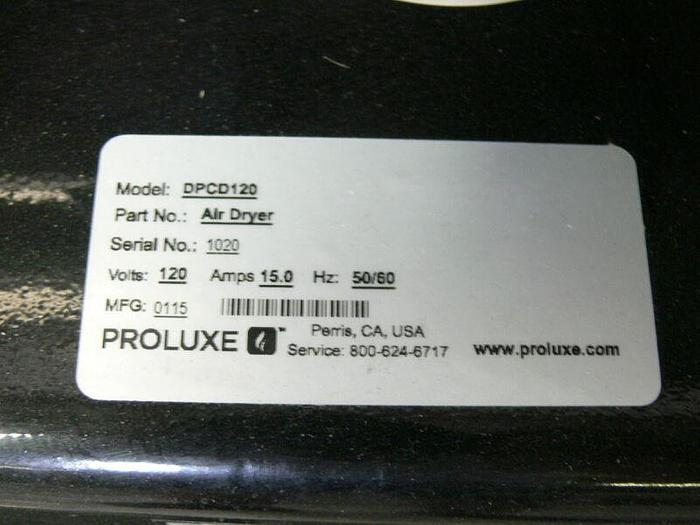 Model: DPCD120
Part No.: Air Dryer
Serial No.: 1020
Volts: 120 Amps 15.0 Hz: 50/60
MFG: 0115
PROLUXE ™ Perris, CA, USA
Service: 800-624-6717 www.proluxe.com